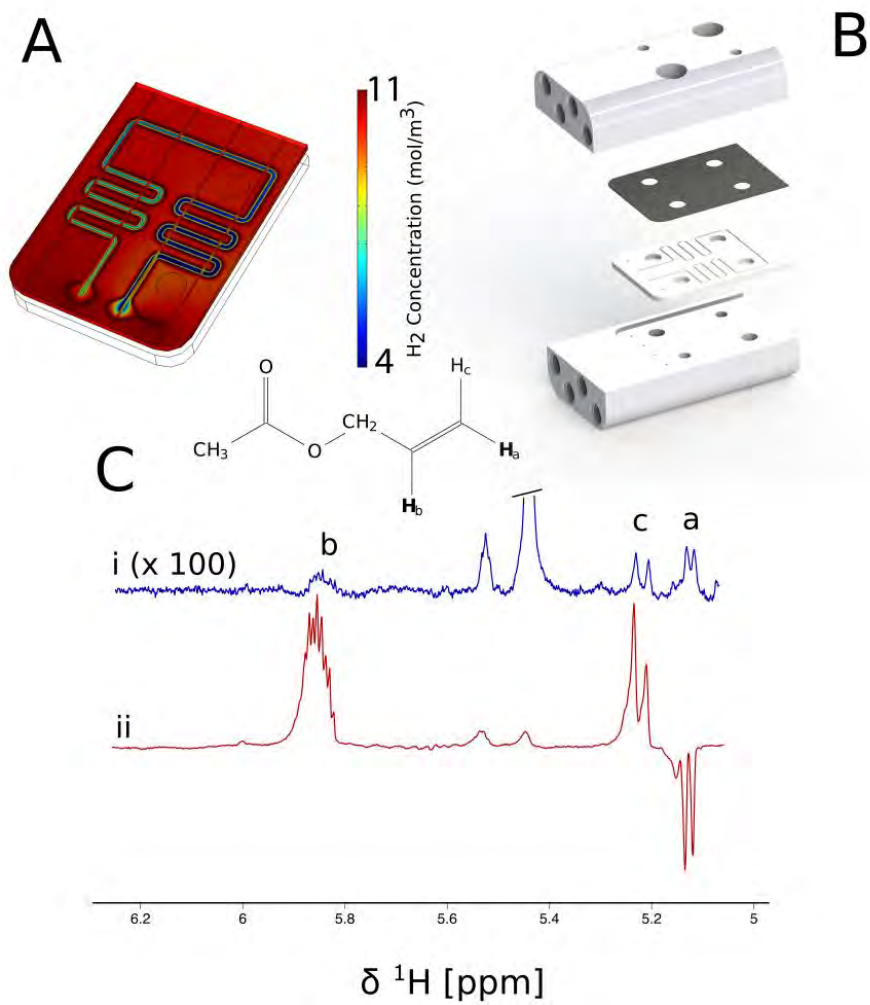 A
B
11
H2 Concentration (mol/m³)
4
O
CH3
O
CH2
Hc
Ha
Hb
C
i (x 100)
b
c
a
ii
6.2 6 5.8 5.6 5.4 5.2 5
δ ¹H [ppm]